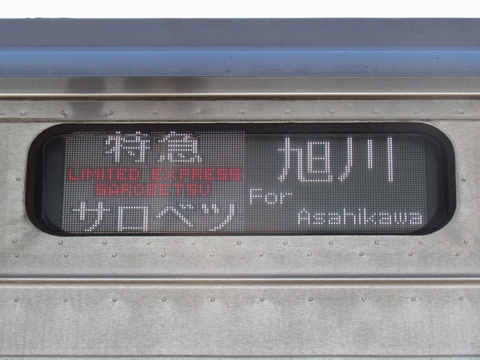 特急
LIMITED EXPRESS
SAROBETSU
サロベツ
旭川
For
Asahikawa